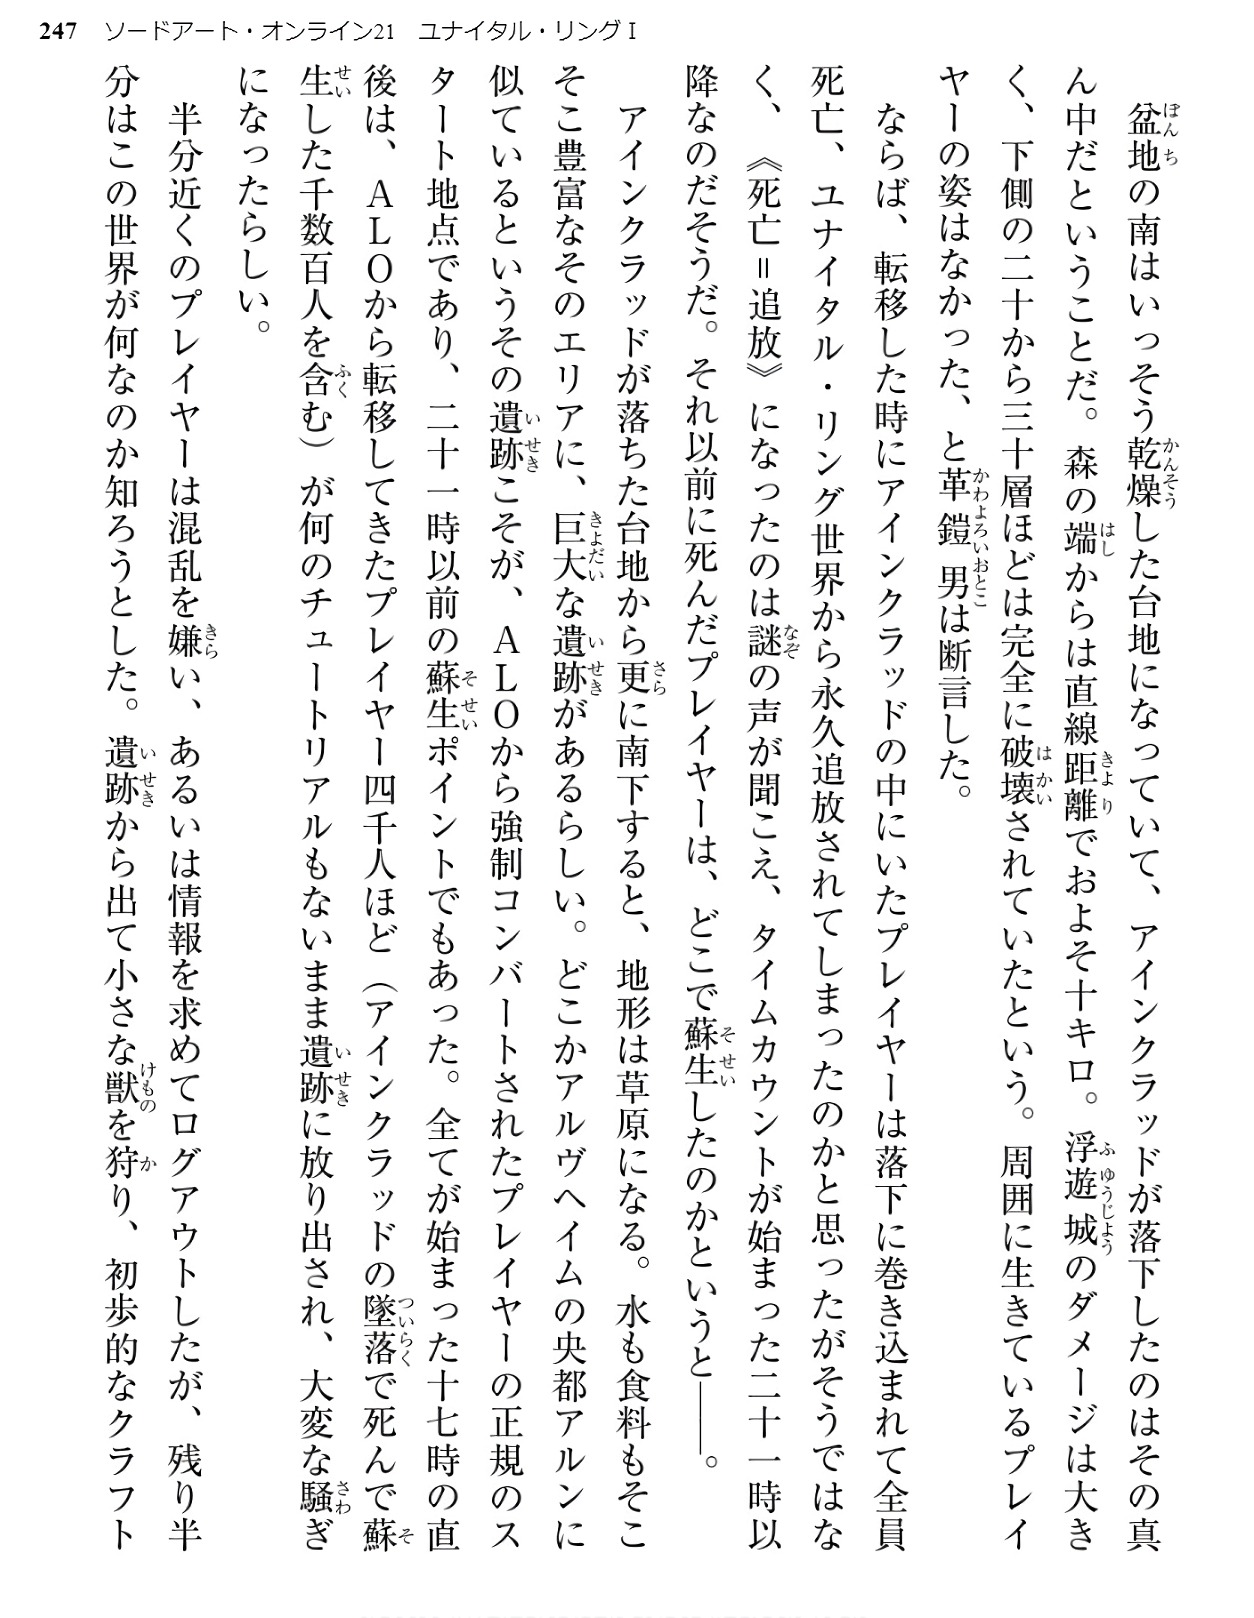 247 ソードアート・オンライン21 ユナイタル・リングⅠ
　盆地の南はいっそう乾燥した台地になっていて、アインクラッドが落下したのはその真
ん中だということだ。森の端からは直線距離でおよそ十キロ。浮遊城のダメージは大き
く、下側の二十から三十層ほどは完全に破壊されていたという。周囲に生きているプレイ
ヤーの姿はなかった、と革鎧男は断言した。
　ならば、転移した時にアインクラッドの中にいたプレイヤーは落下に巻き込まれて全員
死亡、ユナイタル・リング世界から永久追放されてしまったのかと思ったがそうではな
く、《死亡＝追放》になったのは謎の声が聞こえ、タイムカウントが始まった二十一時以
降なのだそうだ。それ以前に死んだプレイヤーは、どこで蘇生したのかというと――。
　アインクラッドが落ちた台地から更に南下すると、地形は草原になる。水も食料もそこ
そこ豊富なそのエリアに、巨大な遺跡があるらしい。どこかアルヴヘイムの央都アルンに
似ているというその遺跡こそが、ＡＬＯから強制コンバートされたプレイヤーの正規のス
タート地点であり、二十一時以前の蘇生ポイントでもあった。全てが始まった十七時の直
後は、ＡＬＯから転移してきたプレイヤー四千人ほど（アインクラッドの墜落で死んで蘇
生した千数百人を含む）が何のチュートリアルもないまま遺跡に放り出され、大変な騒ぎ
になったらしい。
　半分近くのプレイヤーは混乱を嫌い、あるいは情報を求めてログアウトしたが、残り半
分はこの世界が何なのか知ろうとした。遺跡から出て小さな獣を狩り、初歩的なクラフト